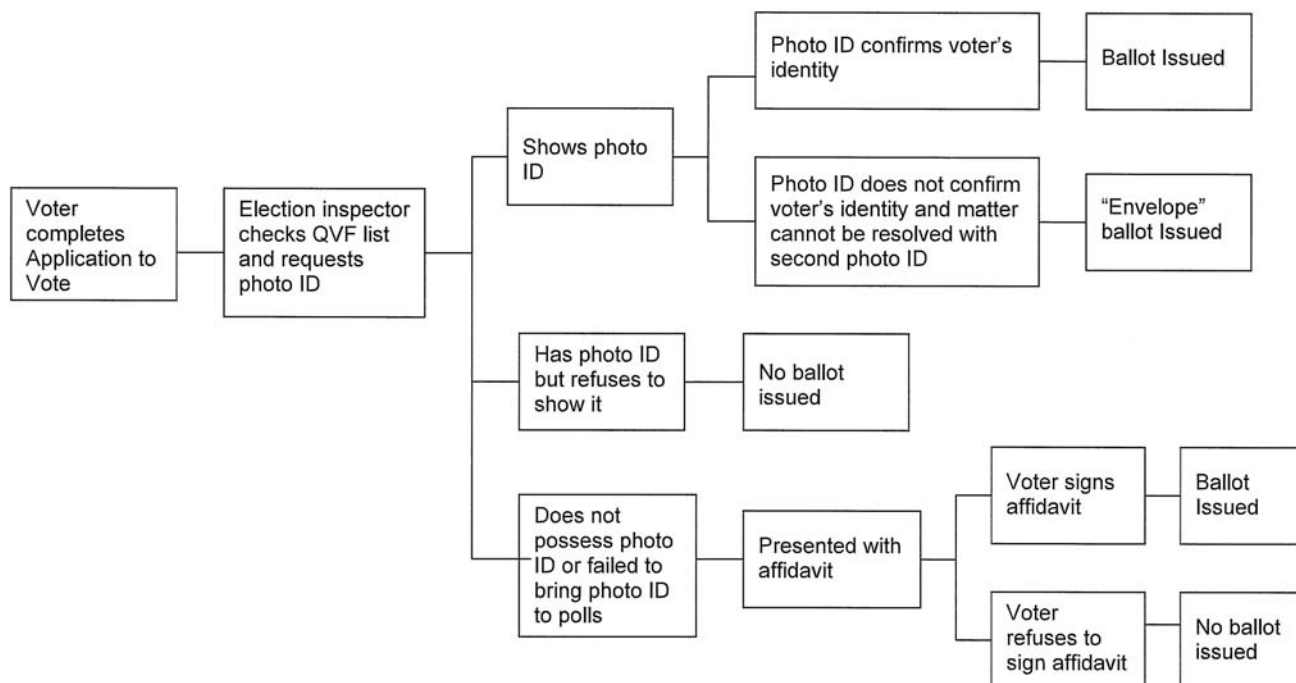 Voter
completes
Application to
Vote
Election inspector
checks QVF list
and requests
photo ID
Shows photo
ID
Photo ID confirms voter's
identity
Ballot Issued
Photo ID does not confirm
voter's identity and matter
cannot be resolved with
second photo ID
“Envelope”
ballot Issued
Has photo ID
but refuses to
show it
No ballot
issued
Does not
possess photo
ID or failed to
bring photo ID
to polls
Presented with
affidavit
Voter signs
affidavit
Ballot
Issued
Voter
refuses to
sign affidavit
No ballot
issued